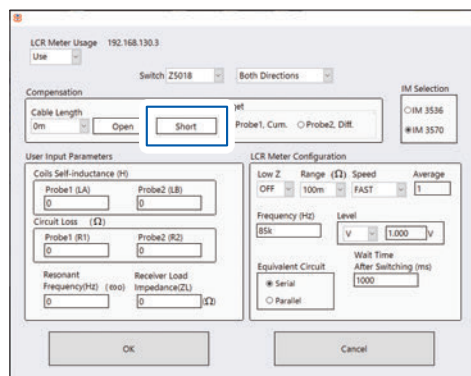 LCR Meter Usage 192.168.130.3
Use
Switch Z5018 Both Directions
Compensation
IM Selection
Cable Length
0m Open Short
get
Probe1, Cum. Probe2, Diff.
IM 3536
IM 3570
User Input Parameters
Coils Self-inductance (H)
Probe1 (LA) Probe2 (LB)
0 0
Circuit Loss (Ω)
Probe1 (R1) Probe2 (R2)
0 0
Resonant Frequency(Hz) (ω0)
Receiver Load Impedance(ZL)
0 0 (Ω)
LCR Meter Configuration
Low Z Range (Ω) Speed Average
OFF 100m FAST 1
Frequency (Hz) Level
85k V 1.000 V
Equivalent Circuit
Serial
Parallel
Wait Time
After Switching (ms)
1000
OK Cancel